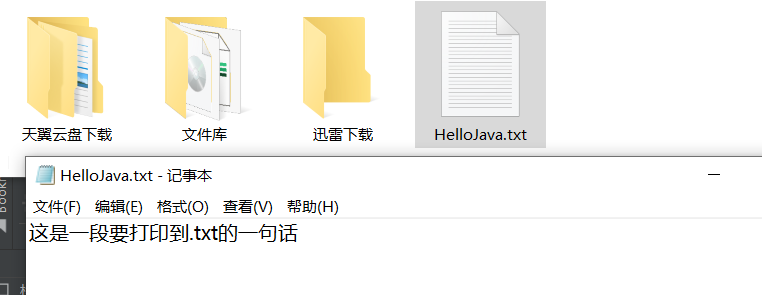 天翼云盘下载
文件库
迅雷下载
HelloJava.txt
HelloJava.txt - 记事本
文件(F) 编辑(E) 格式(O) 查看(V) 帮助(H)
这是一段要打印到.txt的一句话